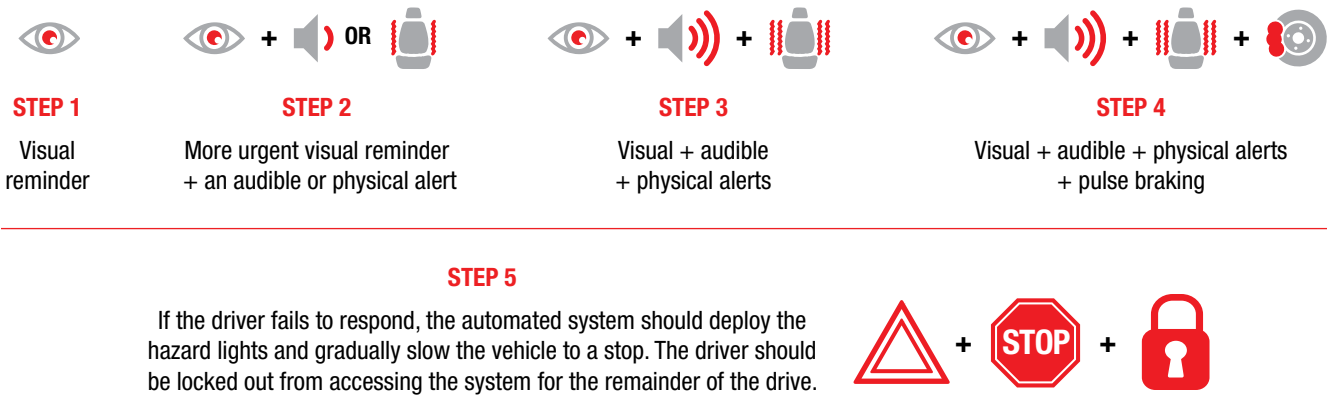 + OR
+ +
+ + +
STEP 1
Visual
reminder
STEP 2
More urgent visual reminder
+ an audible or physical alert
STEP 3
Visual + audible
+ physical alerts
STEP 4
Visual + audible + physical alerts
+ pulse braking
STEP 5
If the driver fails to respond, the automated system should deploy the
hazard lights and gradually slow the vehicle to a stop. The driver should
be locked out from accessing the system for the remainder of the drive.
+ STOP +